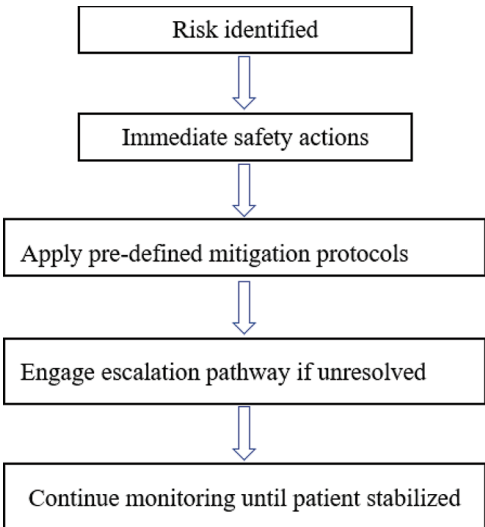 Risk identified
Immediate safety actions
Apply pre-defined mitigation protocols
Engage escalation pathway if unresolved
Continue monitoring until patient stabilized